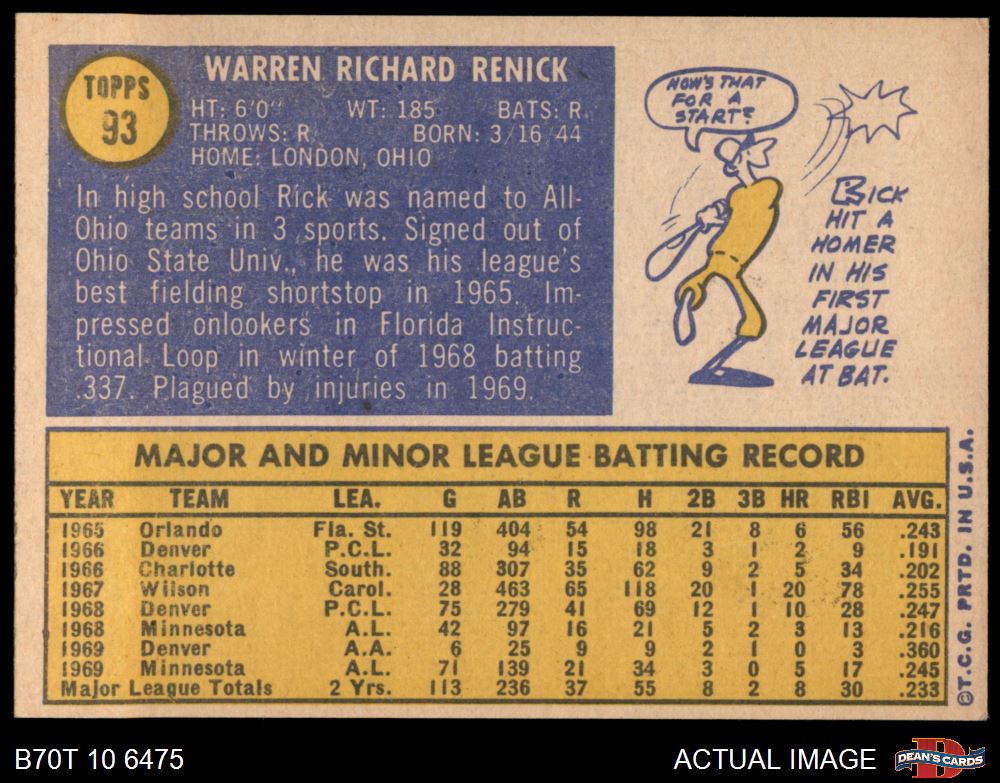 TOPPS
93
WARREN RICHARD RENICK
HT: 6'0" WT: 185 BATS: R.
THROWS: R. BORN: 3/16/44
HOME: LONDON, OHIO
In high school Rick was named to All-
Ohio teams in 3 sports. Signed out of
Ohio State Univ., he was his league's
best fielding shortstop in 1965. Im-
pressed onlookers in Florida Instruc-
tional Loop in winter of 1968 batting
.337. Plagued by injuries in 1969.
HOW'S THAT
FOR A
START?
RICK
HIT A
HOMER
IN HIS
FIRST
MAJOR
LEAGUE
AT BAT.
MAJOR AND MINOR LEAGUE BATTING RECORD
YEAR TEAM LEA. G AB R H 2B 3B HR RBI AVG.
1965 Orlando Fla. St. 119 404 54 98 21 8 6 56 .243
1966 Denver P.C.L. 32 94 15 18 3 1 2 9 .191
1966 Charlotte South. 88 307 35 62 9 2 5 34 .202
1967 Wilson Carol. 28 463 65 118 20 1 20 78 .255
1968 Denver P.C.L. 75 279 41 69 12 1 10 28 .247
1968 Minnesota A.L. 42 97 16 21 5 2 3 13 .216
1969 Denver A.A. 6 25 9 9 2 1 0 3 .360
1969 Minnesota A.L. 71 139 21 34 3 0 5 17 .245
Major League Totals 2 Yrs. 113 236 37 55 8 2 8 30 .233
©T.C.G. PRTD. IN U.S.A.
B70T 10 6475
ACTUAL IMAGE
D
DEAN'S CARDS